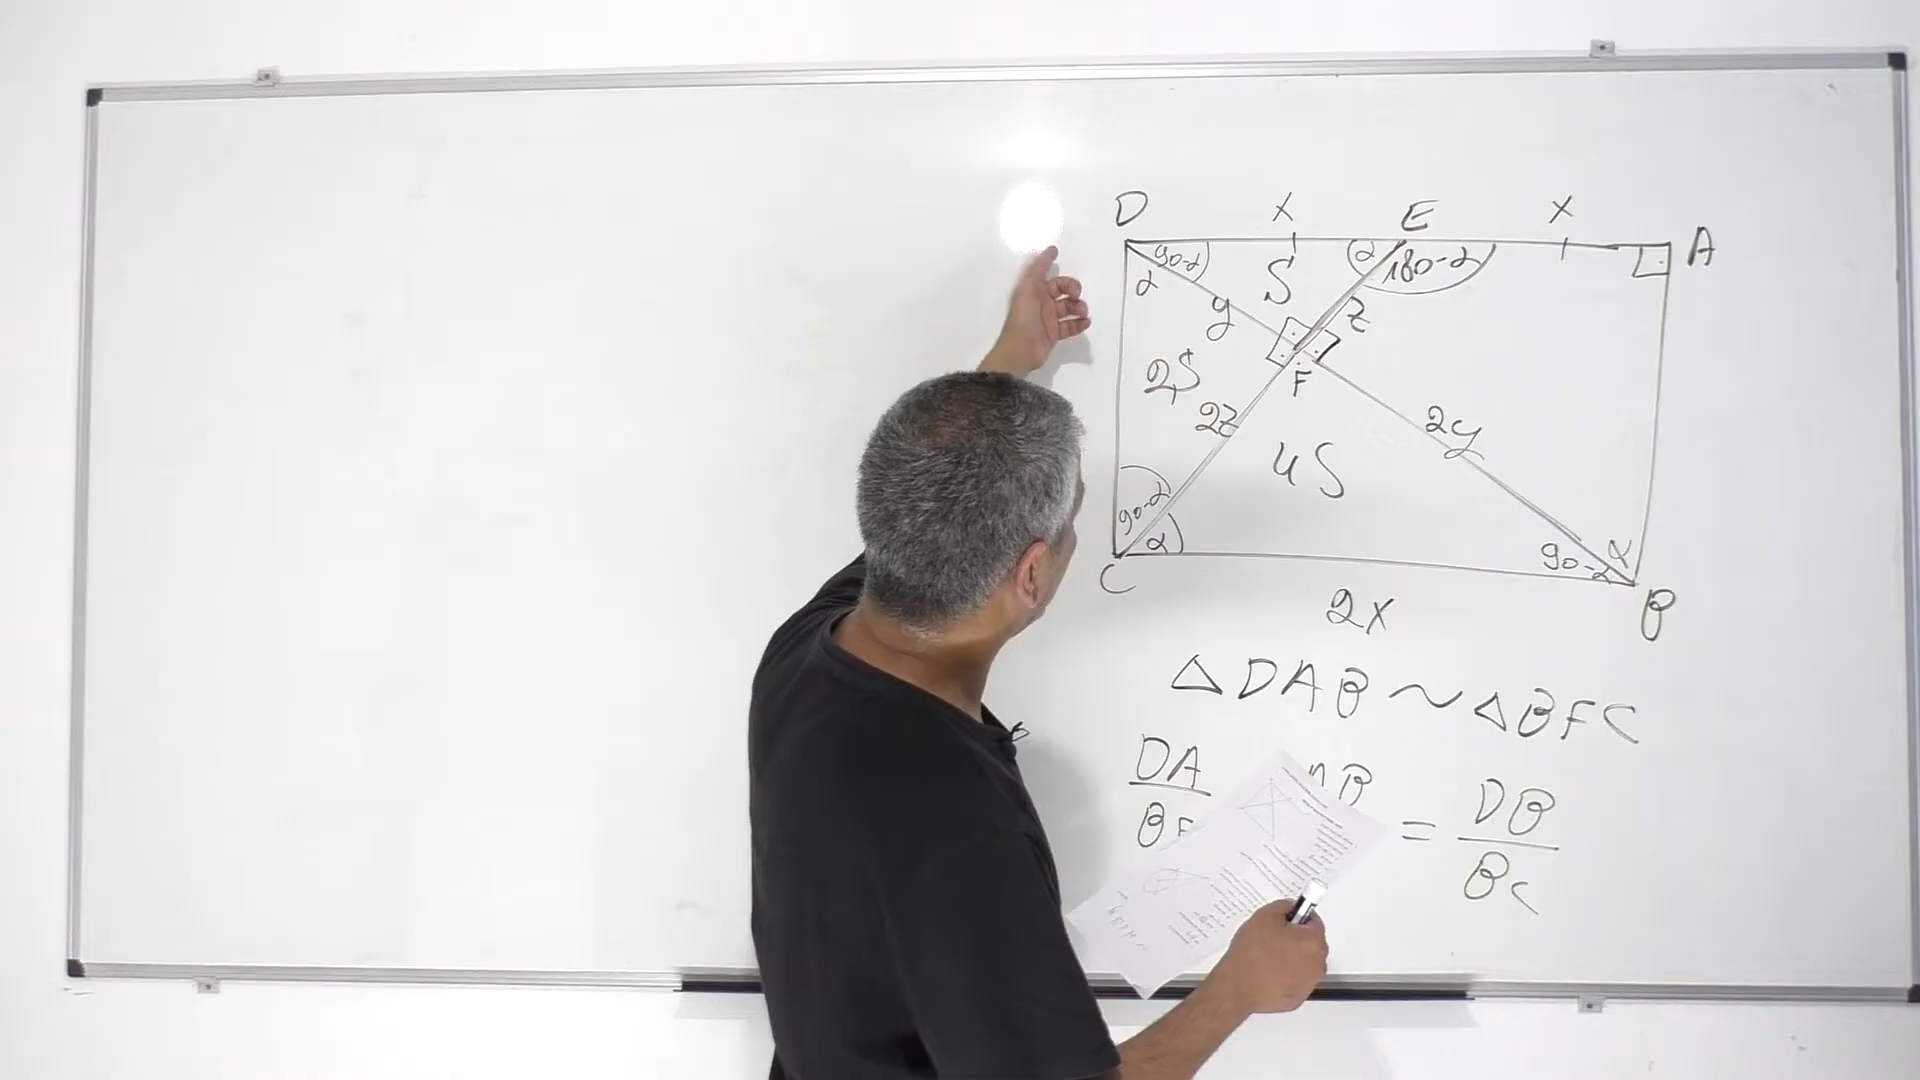 D x E x A
90-α α 180-α
α S
y z
2S F
2z 2y
4S
90-α
α 90-α α
C B
2x
△DAB ~ △BFC
DA DB
B = BC